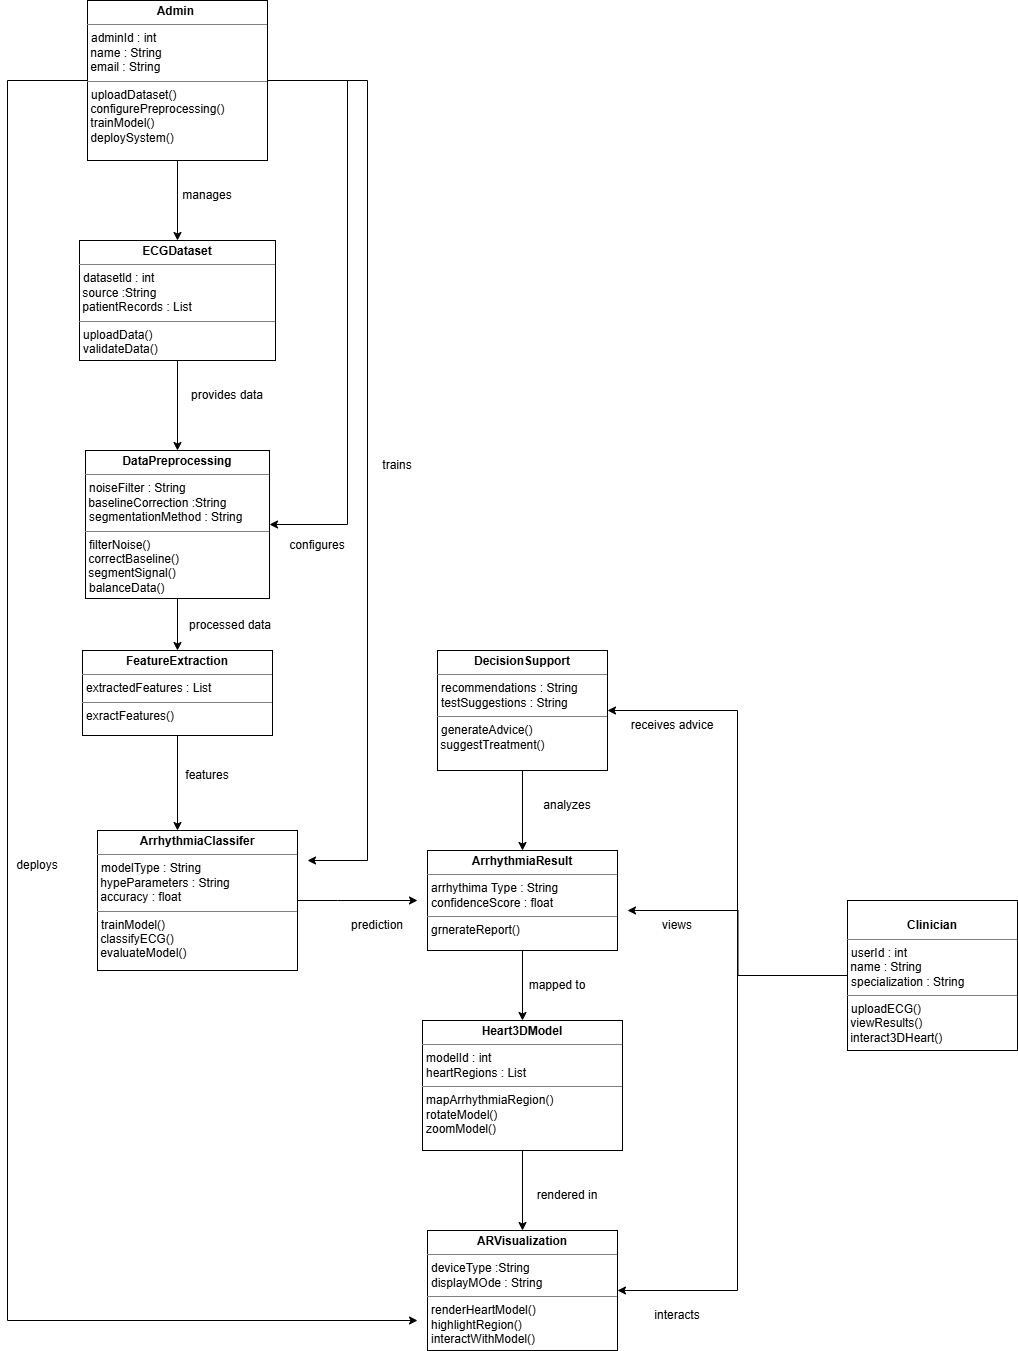 Admin
adminId : int
name : String
email : String
uploadDataset()
configurePreprocessing()
trainModel()
deploySystem()
manages
ECGDataset
datasetId : int
source :String
patientRecords : List
uploadData()
validateData()
provides data
DataPreprocessing
noiseFilter : String
baselineCorrection :String
segmentationMethod : String
filterNoise()
correctBaseline()
segmentSignal()
balanceData()
trains
configures
processed data
FeatureExtraction
extractedFeatures : List
exractFeatures()
features
DecisionSupport
recommendations : String
testSuggestions : String
generateAdvice()
suggestTreatment()
receives advice
analyzes
ArrhythmiaClassifer
modelType : String
hypeParameters : String
accuracy : float
trainModel()
classifyECG()
evaluateModel()
deploys
prediction
ArrhythmiaResult
arrhythima Type : String
confidenceScore : float
grnerateReport()
views
Clinician
userId : int
name : String
specialization : String
uploadECG()
viewResults()
interact3DHeart()
mapped to
Heart3DModel
modelId : int
heartRegions : List
mapArrhythmiaRegion()
rotateModel()
zoomModel()
rendered in
ARVisualization
deviceType :String
displayMOde : String
renderHeartModel()
highlightRegion()
interactWithModel()
interacts